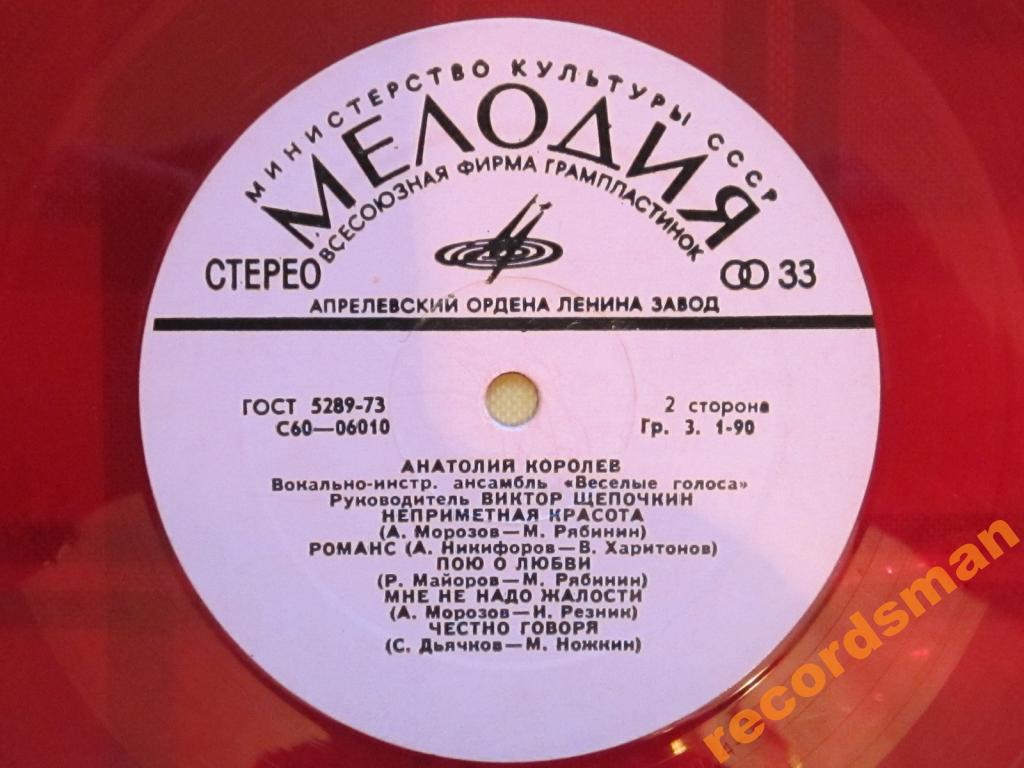 МИНИСТЕРСТВО КУЛЬТУРЫ СССР
МЕЛОДИЯ
ВСЕСОЮЗНАЯ ФИРМА ГРАМПЛАСТИНОК
СТЕРЕО 33
АПРЕЛЕВСКИЙ ОРДЕНА ЛЕНИНА ЗАВОД
ГОСТ 5289-73 2 сторона
С60—06010 Гр. 3. 1-90
АНАТОЛИЙ КОРОЛЕВ
Вокально-инстр. ансамбль «Веселые голоса»
Руководитель ВИКТОР ЩЕПОЧКИН
НЕПРИМЕТНАЯ КРАСОТА
(А. Морозов—М. Рябинин)
РОМАНС (А. Никифоров—В. Харитонов)
ПОЮ О ЛЮБВИ
(Р. Майоров—М. Рябинин)
МНЕ НЕ НАДО ЖАЛОСТИ
(А. Морозов—И. Резник)
ЧЕСТНО ГОВОРЯ
(С. Дьячков—М. Ножкин)
recordsman